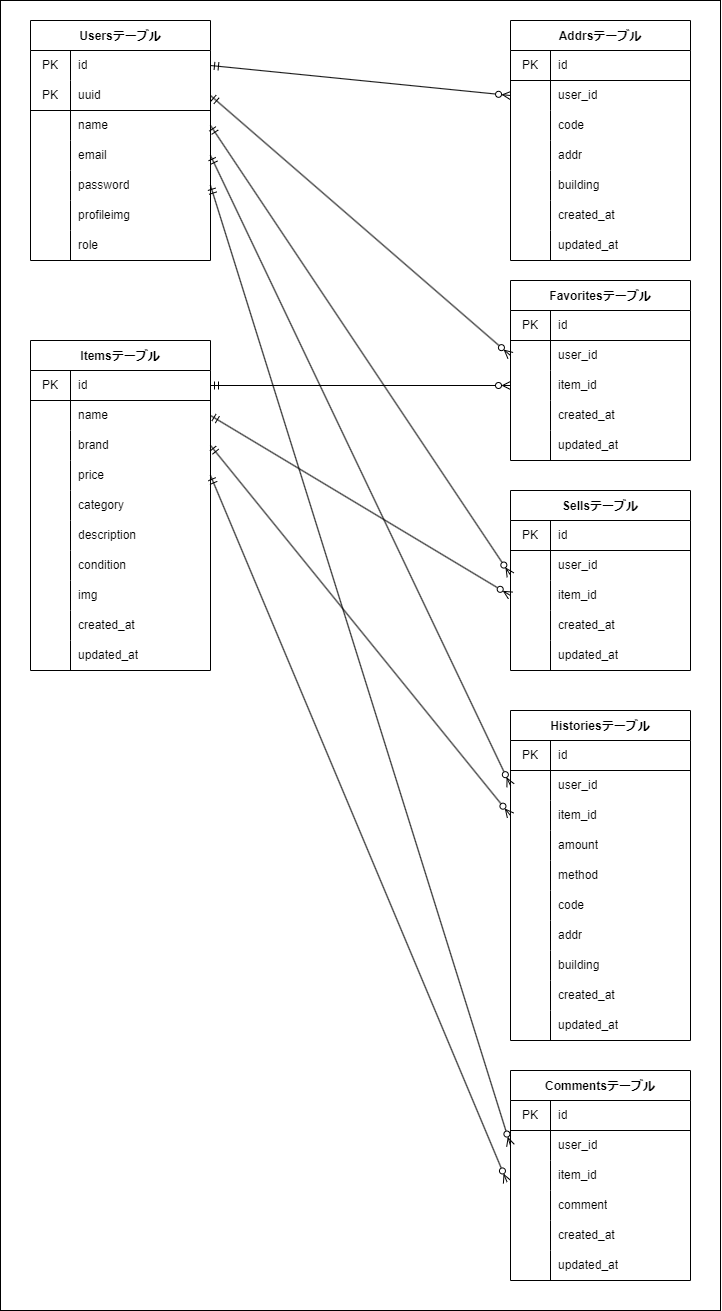 Usersテーブル
PK id
PK uuid
name
email
password
profileimg
role
Itemsテーブル
PK id
name
brand
price
category
description
condition
img
created_at
updated_at
Addrsテーブル
PK id
user_id
code
addr
building
created_at
updated_at
Favoritesテーブル
PK id
user_id
item_id
created_at
updated_at
Sellsテーブル
PK id
user_id
item_id
created_at
updated_at
Historiesテーブル
PK id
user_id
item_id
amount
method
code
addr
building
created_at
updated_at
Commentsテーブル
PK id
user_id
item_id
comment
created_at
updated_at